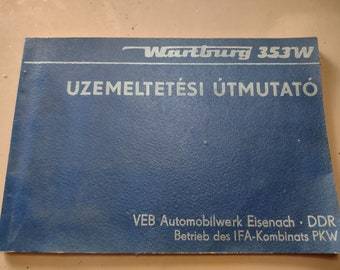 Wartburg 353W
UZEMELTETÉSI ÚTMUTATÓ
VEB Automobilwerk Eisenach · DDR
Betrieb des IFA-Kombinats PKW